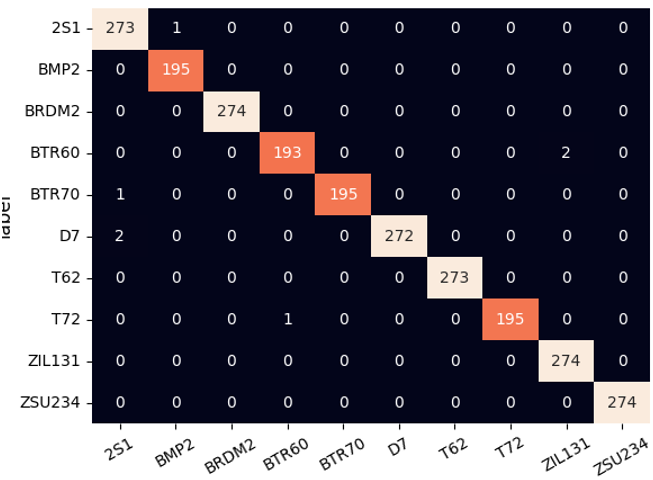 2S1 273 1 0 0 0 0 0 0 0 0
BMP2 0 195 0 0 0 0 0 0 0 0
BRDM2 0 0 274 0 0 0 0 0 0 0
BTR60 0 0 0 193 0 0 0 0 2 0
BTR70 1 0 0 0 195 0 0 0 0 0
D7 2 0 0 0 0 272 0 0 0 0
T62 0 0 0 0 0 0 273 0 0 0
T72 0 0 0 1 0 0 0 195 0 0
ZIL131 0 0 0 0 0 0 0 0 274 0
ZSU234 0 0 0 0 0 0 0 0 0 274
2S1 BMP2 BRDM2 BTR60 BTR70 D7 T62 T72 ZIL131 ZSU234
label